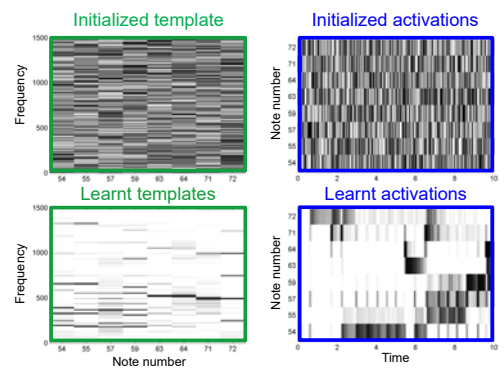 Initialized template
Frequency
1500
1000
500
0
54 55 57 59 63 64 71 72
Initialized activations
Note number
72
71
64
63
59
57
55
54
0 2 4 6 8 10
Learnt templates
Frequency
1500
1000
500
0
54 55 57 59 63 64 71 72
Note number
Learnt activations
Note number
72
71
64
63
59
57
55
54
0 2 4 6 8 10
Time